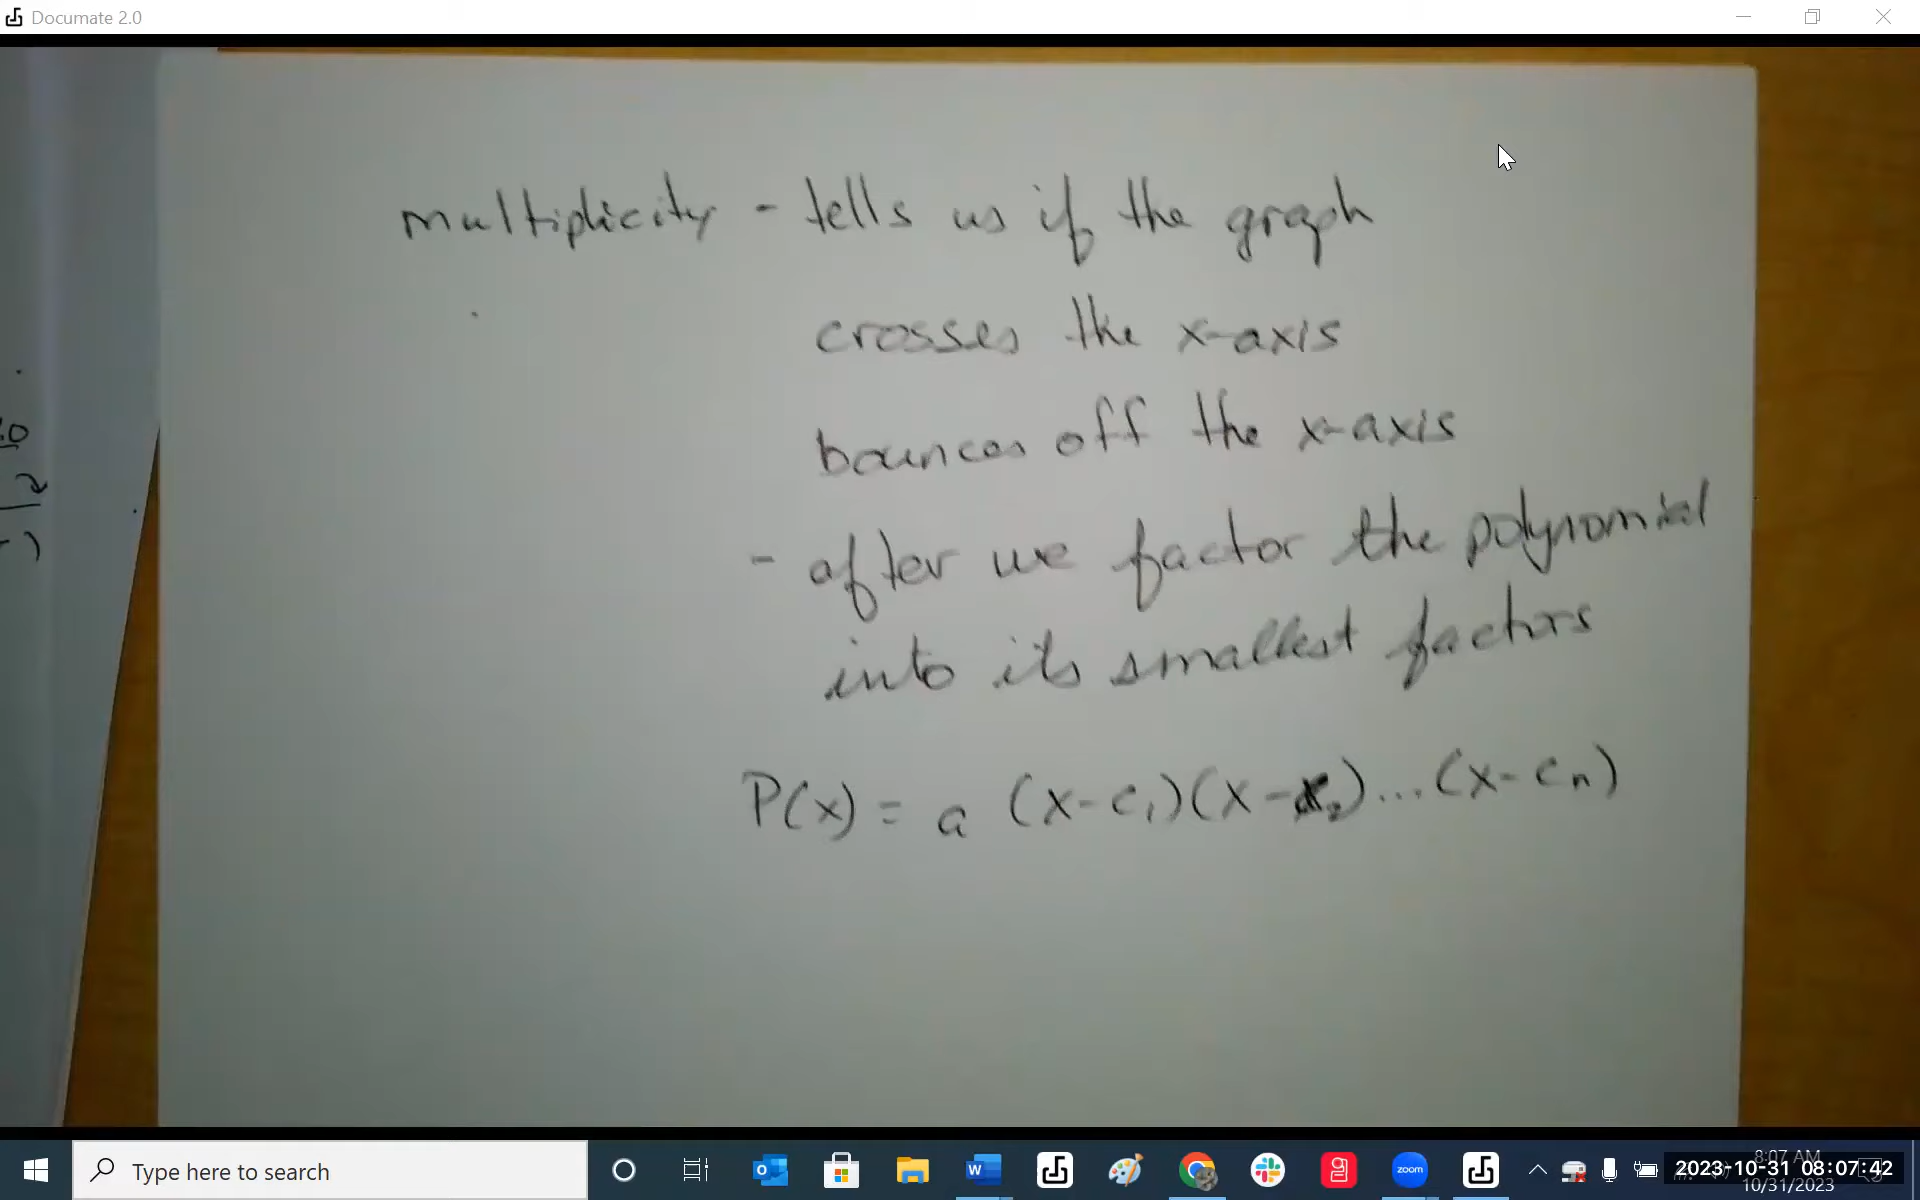 Documate 2.0
multiplicity - tells us if the graph
crosses the x-axis
bounces off the x-axis
- after we factor the polynomial
into its smallest factors
P(x) = a (x-c₁)(x-c₂)...(x-cₙ)
Type here to search
zoom
8:07 AM
2023-10-31 08:07:42
10/31/2023